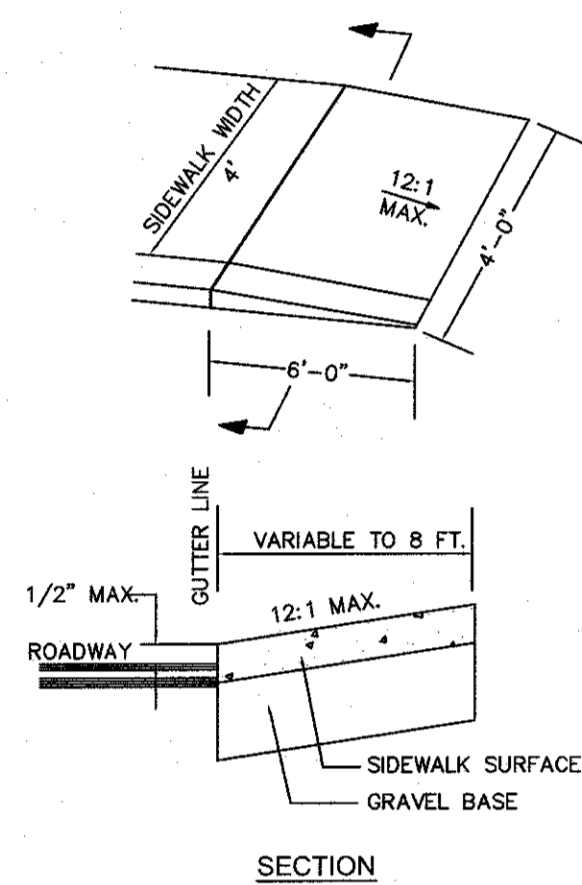 SIDEWALK WIDTH
4'
12:1
MAX.
4'-0"
6'-0"
GUTTER LINE
VARIABLE TO 8 FT.
1/2" MAX.
12:1 MAX.
ROADWAY
SIDEWALK SURFACE
GRAVEL BASE
SECTION